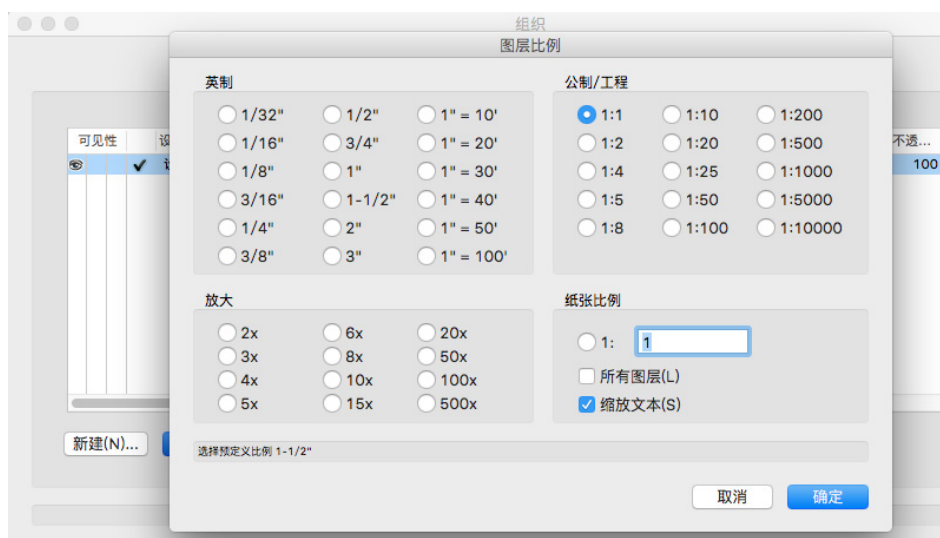 组织
图层比例
英制
1/32" 1/2" 1" = 10'
1/16" 3/4" 1" = 20'
1/8" 1" 1" = 30'
3/16" 1-1/2" 1" = 40'
1/4" 2" 1" = 50'
3/8" 3" 1" = 100'
公制/工程
1:1 1:10 1:200
1:2 1:20 1:500
1:4 1:25 1:1000
1:5 1:50 1:5000
1:8 1:100 1:10000
放大
2x 6x 20x
3x 8x 50x
4x 10x 100x
5x 15x 500x
纸张比例
1: 1
所有图层(L)
缩放文本(S)
选择预定义比例 1-1/2"
取消 确定
可见性 设 不透...
100
新建(N)...